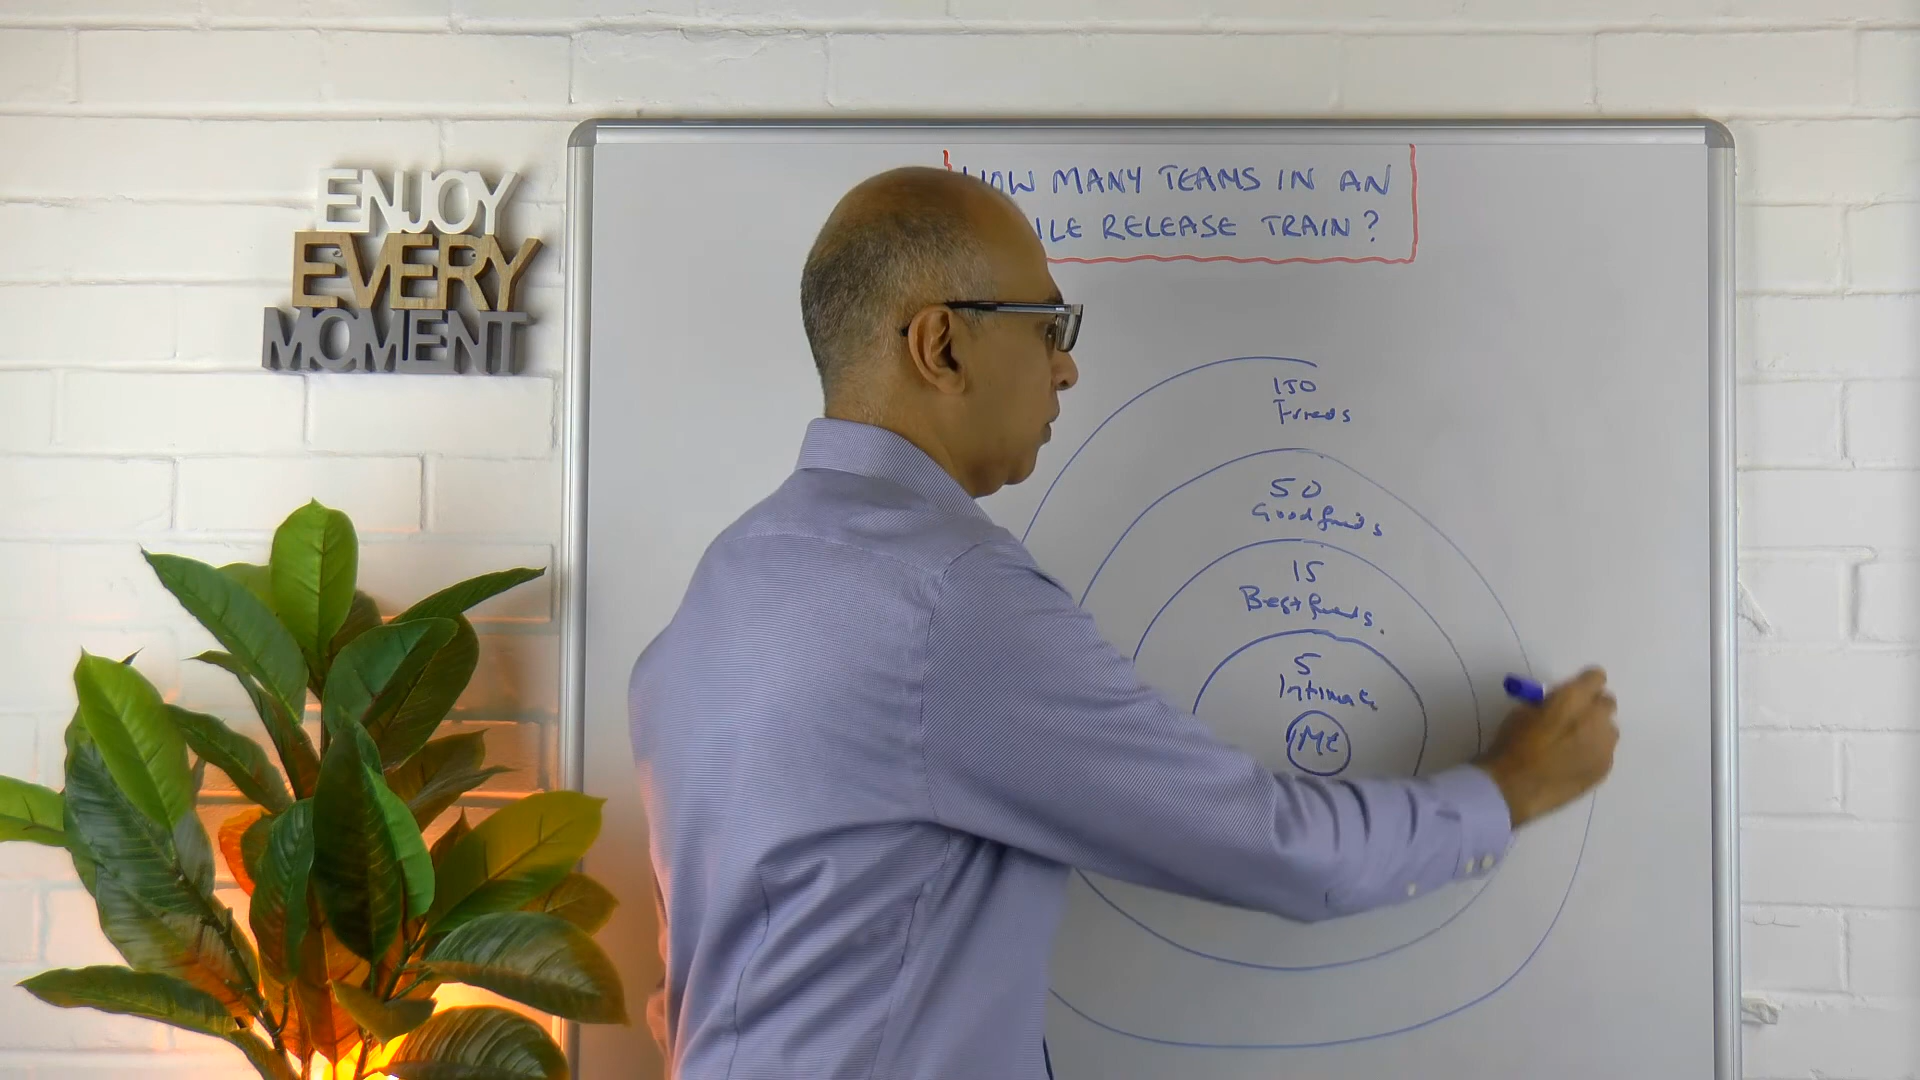 ENJOY
EVERY
MOMENT
HOW MANY TEAMS IN AN
ILE RELEASE TRAIN?
150
Friends
50
Good friends
15
Best friends.
5
Intimate
ME